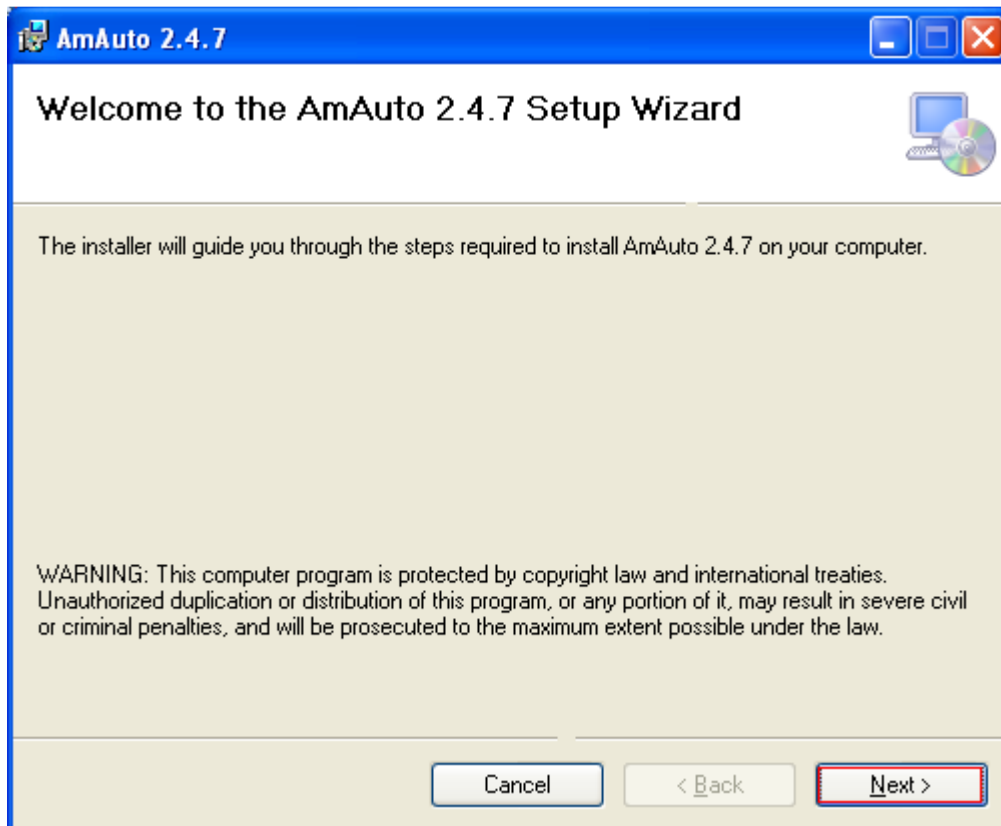 AmAuto 2.4.7
Welcome to the AmAuto 2.4.7 Setup Wizard
The installer will guide you through the steps required to install AmAuto 2.4.7 on your computer.
WARNING: This computer program is protected by copyright law and international treaties.
Unauthorized duplication or distribution of this program, or any portion of it, may result in severe civil
or criminal penalties, and will be prosecuted to the maximum extent possible under the law.
Cancel < Back Next >